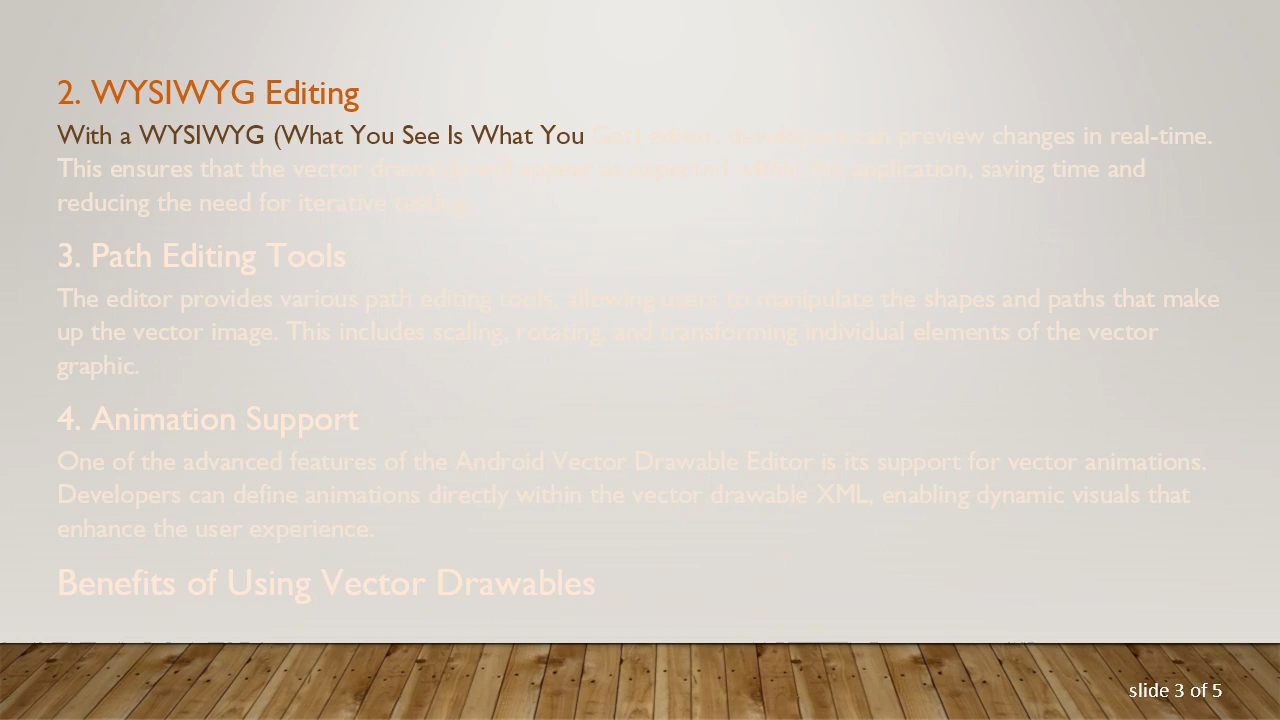 2. WYSIWYG Editing
With a WYSIWYG (What You See Is What You Get) editor, developers can preview changes in real-time.
This ensures that the vector drawable will appear as expected within the application, saving time and
reducing the need for iterative testing.
3. Path Editing Tools
The editor provides various path editing tools, allowing users to manipulate the shapes and paths that make
up the vector image. This includes scaling, rotating, and transforming individual elements of the vector
graphic.
4. Animation Support
One of the advanced features of the Android Vector Drawable Editor is its support for vector animations.
Developers can define animations directly within the vector drawable XML, enabling dynamic visuals that
enhance the user experience.
Benefits of Using Vector Drawables
slide 3 of 5